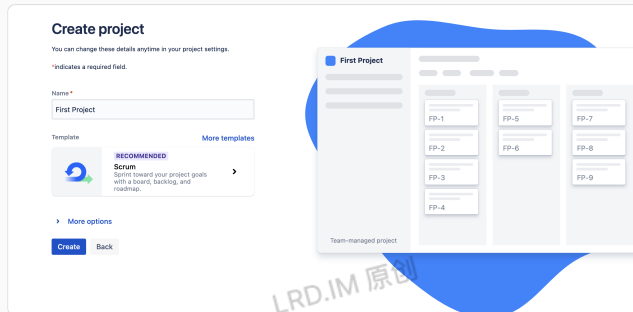 Create project
You can change these details anytime in your project settings.
*indicates a required field.
Name*
First Project
Template
More templates
RECOMMENDED
Scrum
Sprint toward your project goals
with a board, backlog, and
roadmap.
More options
Create
Back
First Project
FP-1
FP-5
FP-7
FP-2
FP-6
FP-8
FP-3
FP-9
FP-4
Team-managed project
LRD.IM 原创